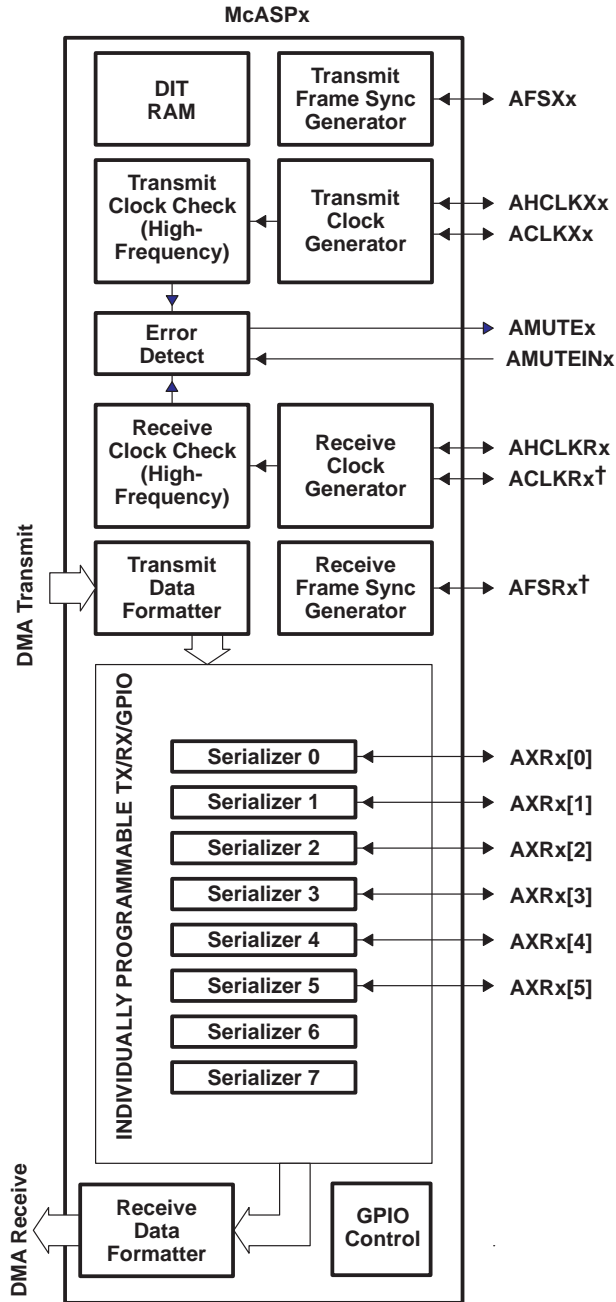 McASPx
DIT
RAM
Transmit
Frame Sync
Generator
AFSXx
Transmit
Clock Check
(High-
Frequency)
Transmit
Clock
Generator
AHCLKXx
ACLKXx
Error
Detect
AMUTEx
AMUTEINx
Receive
Clock Check
(High-
Frequency)
Receive
Clock
Generator
AHCLKRx
ACLKRx†
DMA Transmit
Transmit
Data
Formatter
Receive
Frame Sync
Generator
AFSRx†
INDIVIDUALLY PROGRAMMABLE TX/RX/GPIO
Serializer 0
AXRx[0]
Serializer 1
AXRx[1]
Serializer 2
AXRx[2]
Serializer 3
AXRx[3]
Serializer 4
AXRx[4]
Serializer 5
AXRx[5]
Serializer 6
Serializer 7
DMA Receive
Receive
Data
Formatter
GPIO
Control